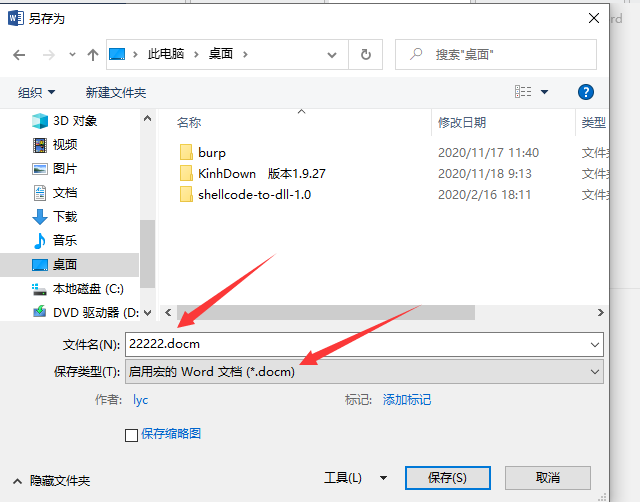 另存为
此电脑 › 桌面 ›
搜索"桌面"
组织
新建文件夹
3D 对象
视频
图片
文档
下载
音乐
桌面
本地磁盘 (C:)
DVD 驱动器 (D:
名称 修改日期 类型
burp 2020/11/17 11:40 文件夹
KinhDown 版本1.9.27 2020/11/18 9:13 文件夹
shellcode-to-dll-1.0 2020/2/16 18:11 文件夹
文件名(N): 22222.docm
保存类型(T): 启用宏的 Word 文档 (*.docm)
作者: lyc 标记: 添加标记
保存缩略图
隐藏文件夹 工具(L) 保存(S) 取消